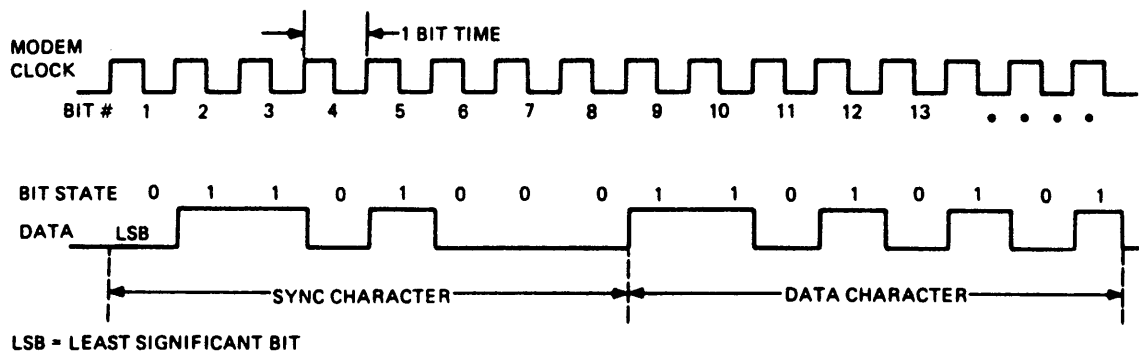 1 BIT TIME
MODEM
CLOCK
BIT # 1 2 3 4 5 6 7 8 9 10 11 12 13 • • • •
BIT STATE 0 1 1 0 1 0 0 0 1 1 0 1 0 1 0 1
DATA LSB
SYNC CHARACTER DATA CHARACTER
LSB = LEAST SIGNIFICANT BIT